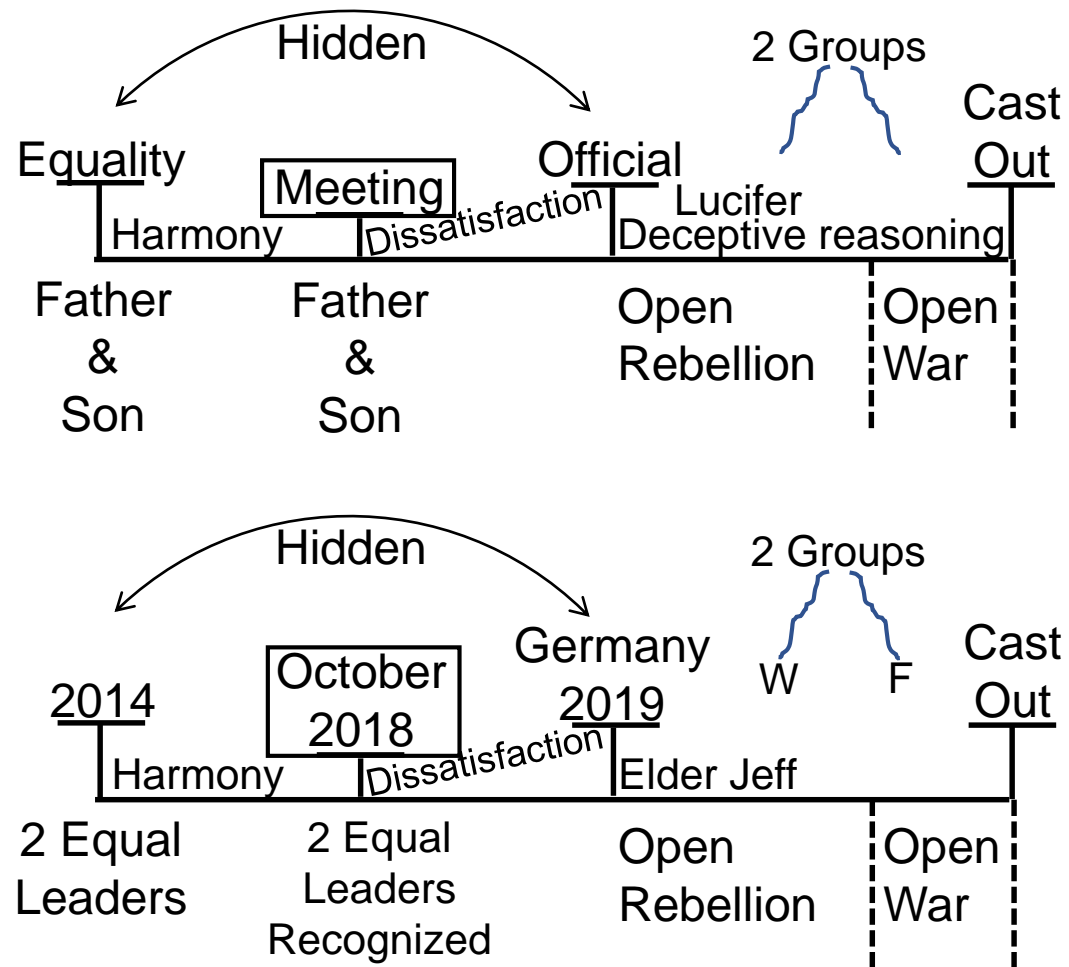 Hidden
2 Groups
Cast
Out
Equality
Meeting
Official
Harmony
Dissatisfaction
Lucifer
Deceptive reasoning
Father
&
Son
Father
&
Son
Open
Rebellion
Open
War
Hidden
2 Groups
W
F
Cast
Out
2014
October
2018
Germany
2019
Harmony
Dissatisfaction
Elder Jeff
2 Equal
Leaders
2 Equal
Leaders
Recognized
Open
Rebellion
Open
War